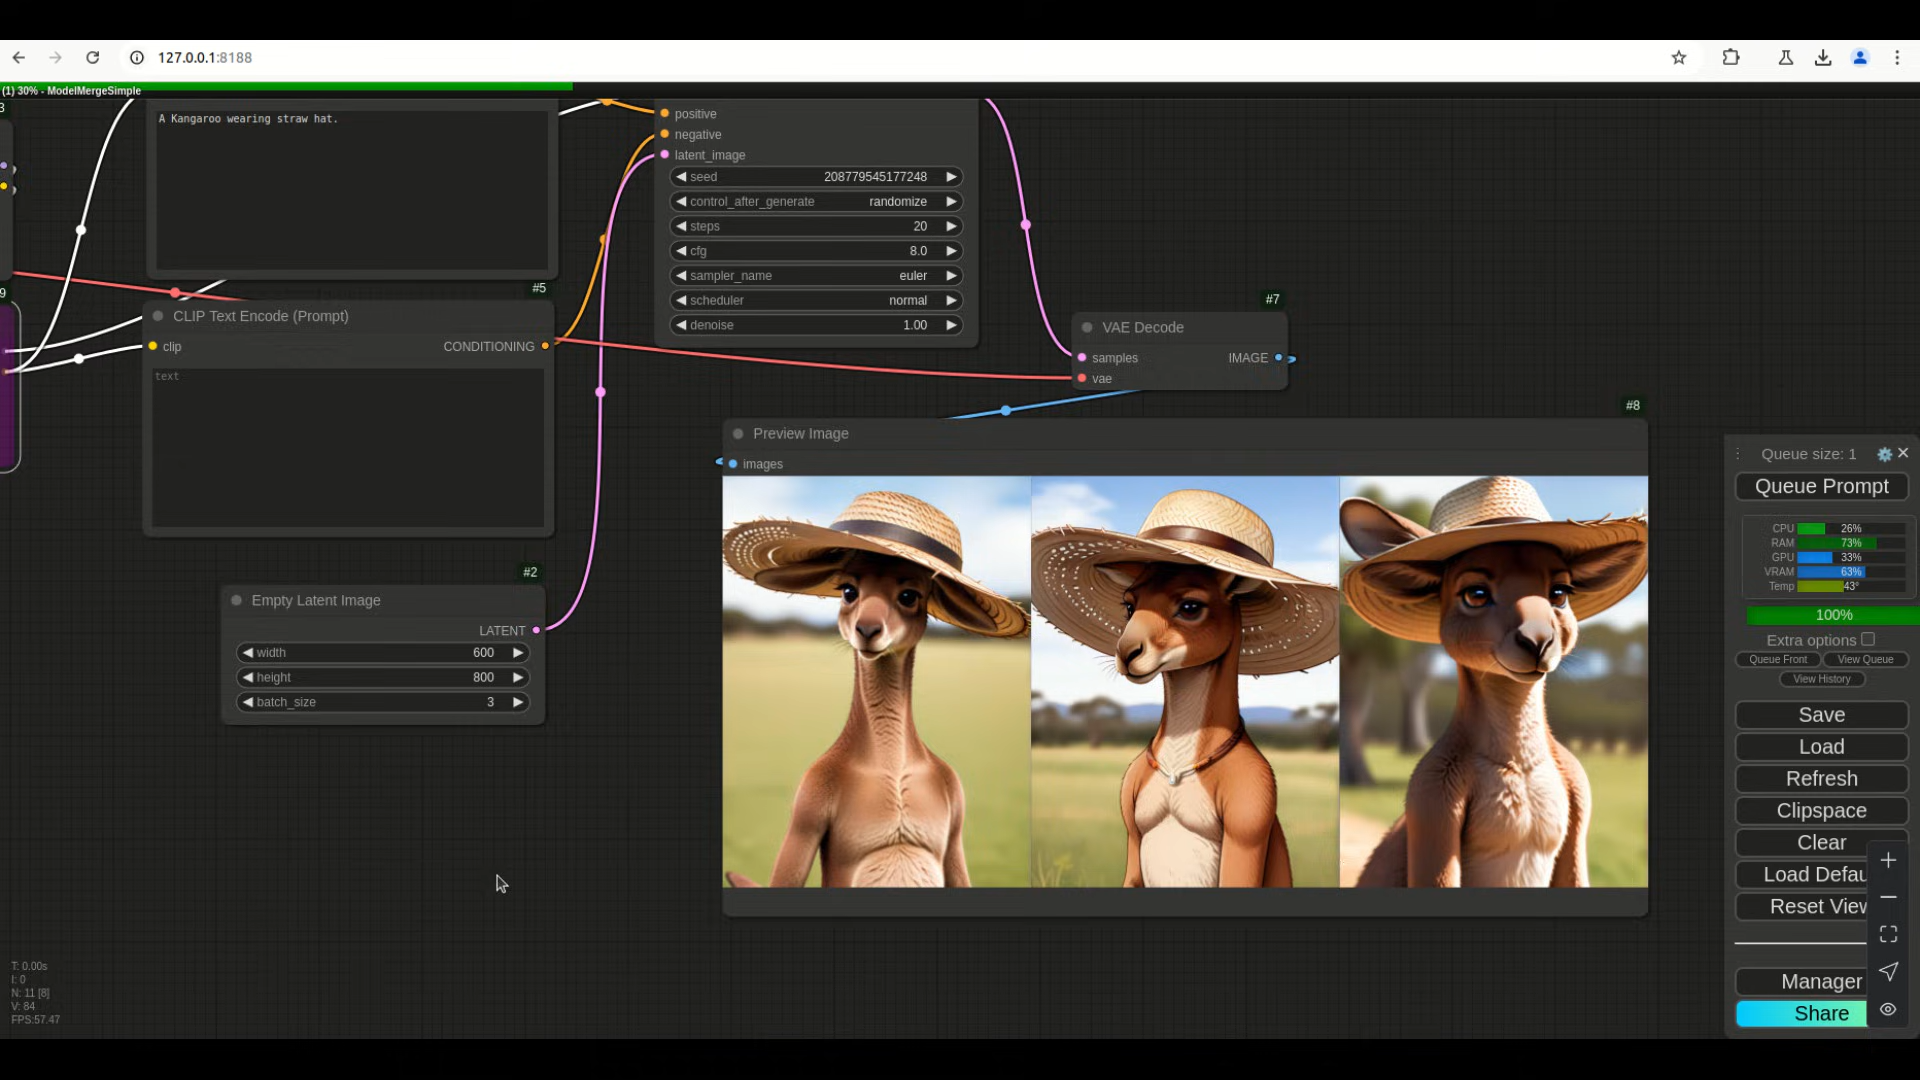 127.0.0.1:8188
(1) 30% - ModelMergeSimple
3
A Kangaroo wearing straw hat.
positive
negative
latent_image
seed 208779545177248
control_after_generate randomize
steps 20
cfg 8.0
sampler_name euler
scheduler normal
denoise 1.00
9
#5
CLIP Text Encode (Prompt)
clip CONDITIONING
text
#7
VAE Decode
samples IMAGE
vae
#2
Empty Latent Image
LATENT
width 600
height 800
batch_size 3
#8
Preview Image
images
Queue size: 1
Queue Prompt
CPU 26%
RAM 73%
GPU 33%
VRAM 63%
Temp 43°
100%
Extra options
Queue Front View Queue
View History
Save
Load
Refresh
Clipspace
Clear
Load Defau
Reset View
Manager
Share
T: 0.00s
I: 0
N: 11 [8]
V: 84
FPS:57.47